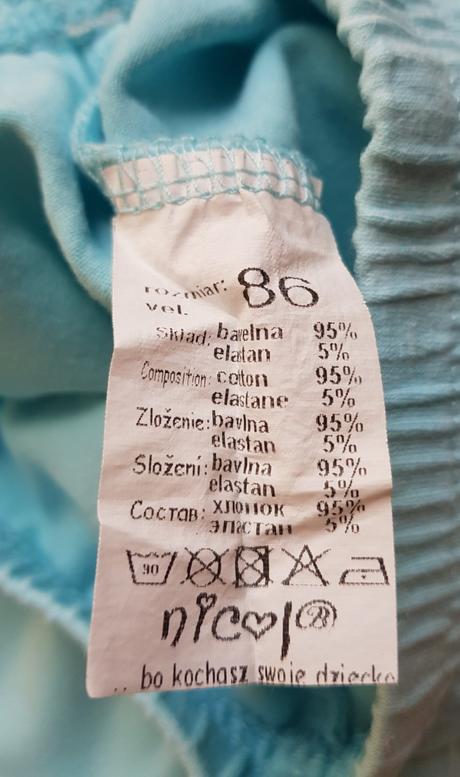 rozmiar: 86
vel.
Skład: bawełna 95%
elastan 5%
Composition: cotton 95%
elastane 5%
Zloženie: bavlna 95%
elastan 5%
Složení: bavlna 95%
elastan 5%
Состав: хлопок 95%
эластан 5%
30
nicol®
.. bo kochasz swoje dziecko